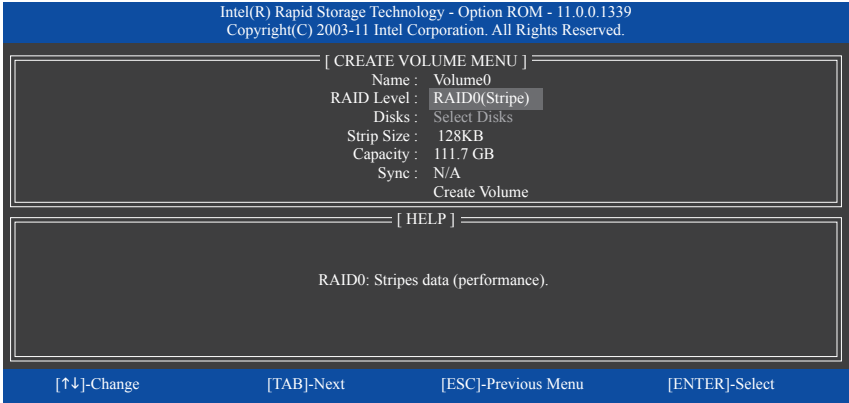 Intel(R) Rapid Storage Technology - Option ROM - 11.0.0.1339
Copyright(C) 2003-11 Intel Corporation. All Rights Reserved.
[ CREATE VOLUME MENU ]
Name : Volume0
RAID Level : RAID0(Stripe)
Disks : Select Disks
Strip Size : 128KB
Capacity : 111.7 GB
Sync : N/A
Create Volume
[ HELP ]
RAID0: Stripes data (performance).
[↑↓]-Change [TAB]-Next [ESC]-Previous Menu [ENTER]-Select